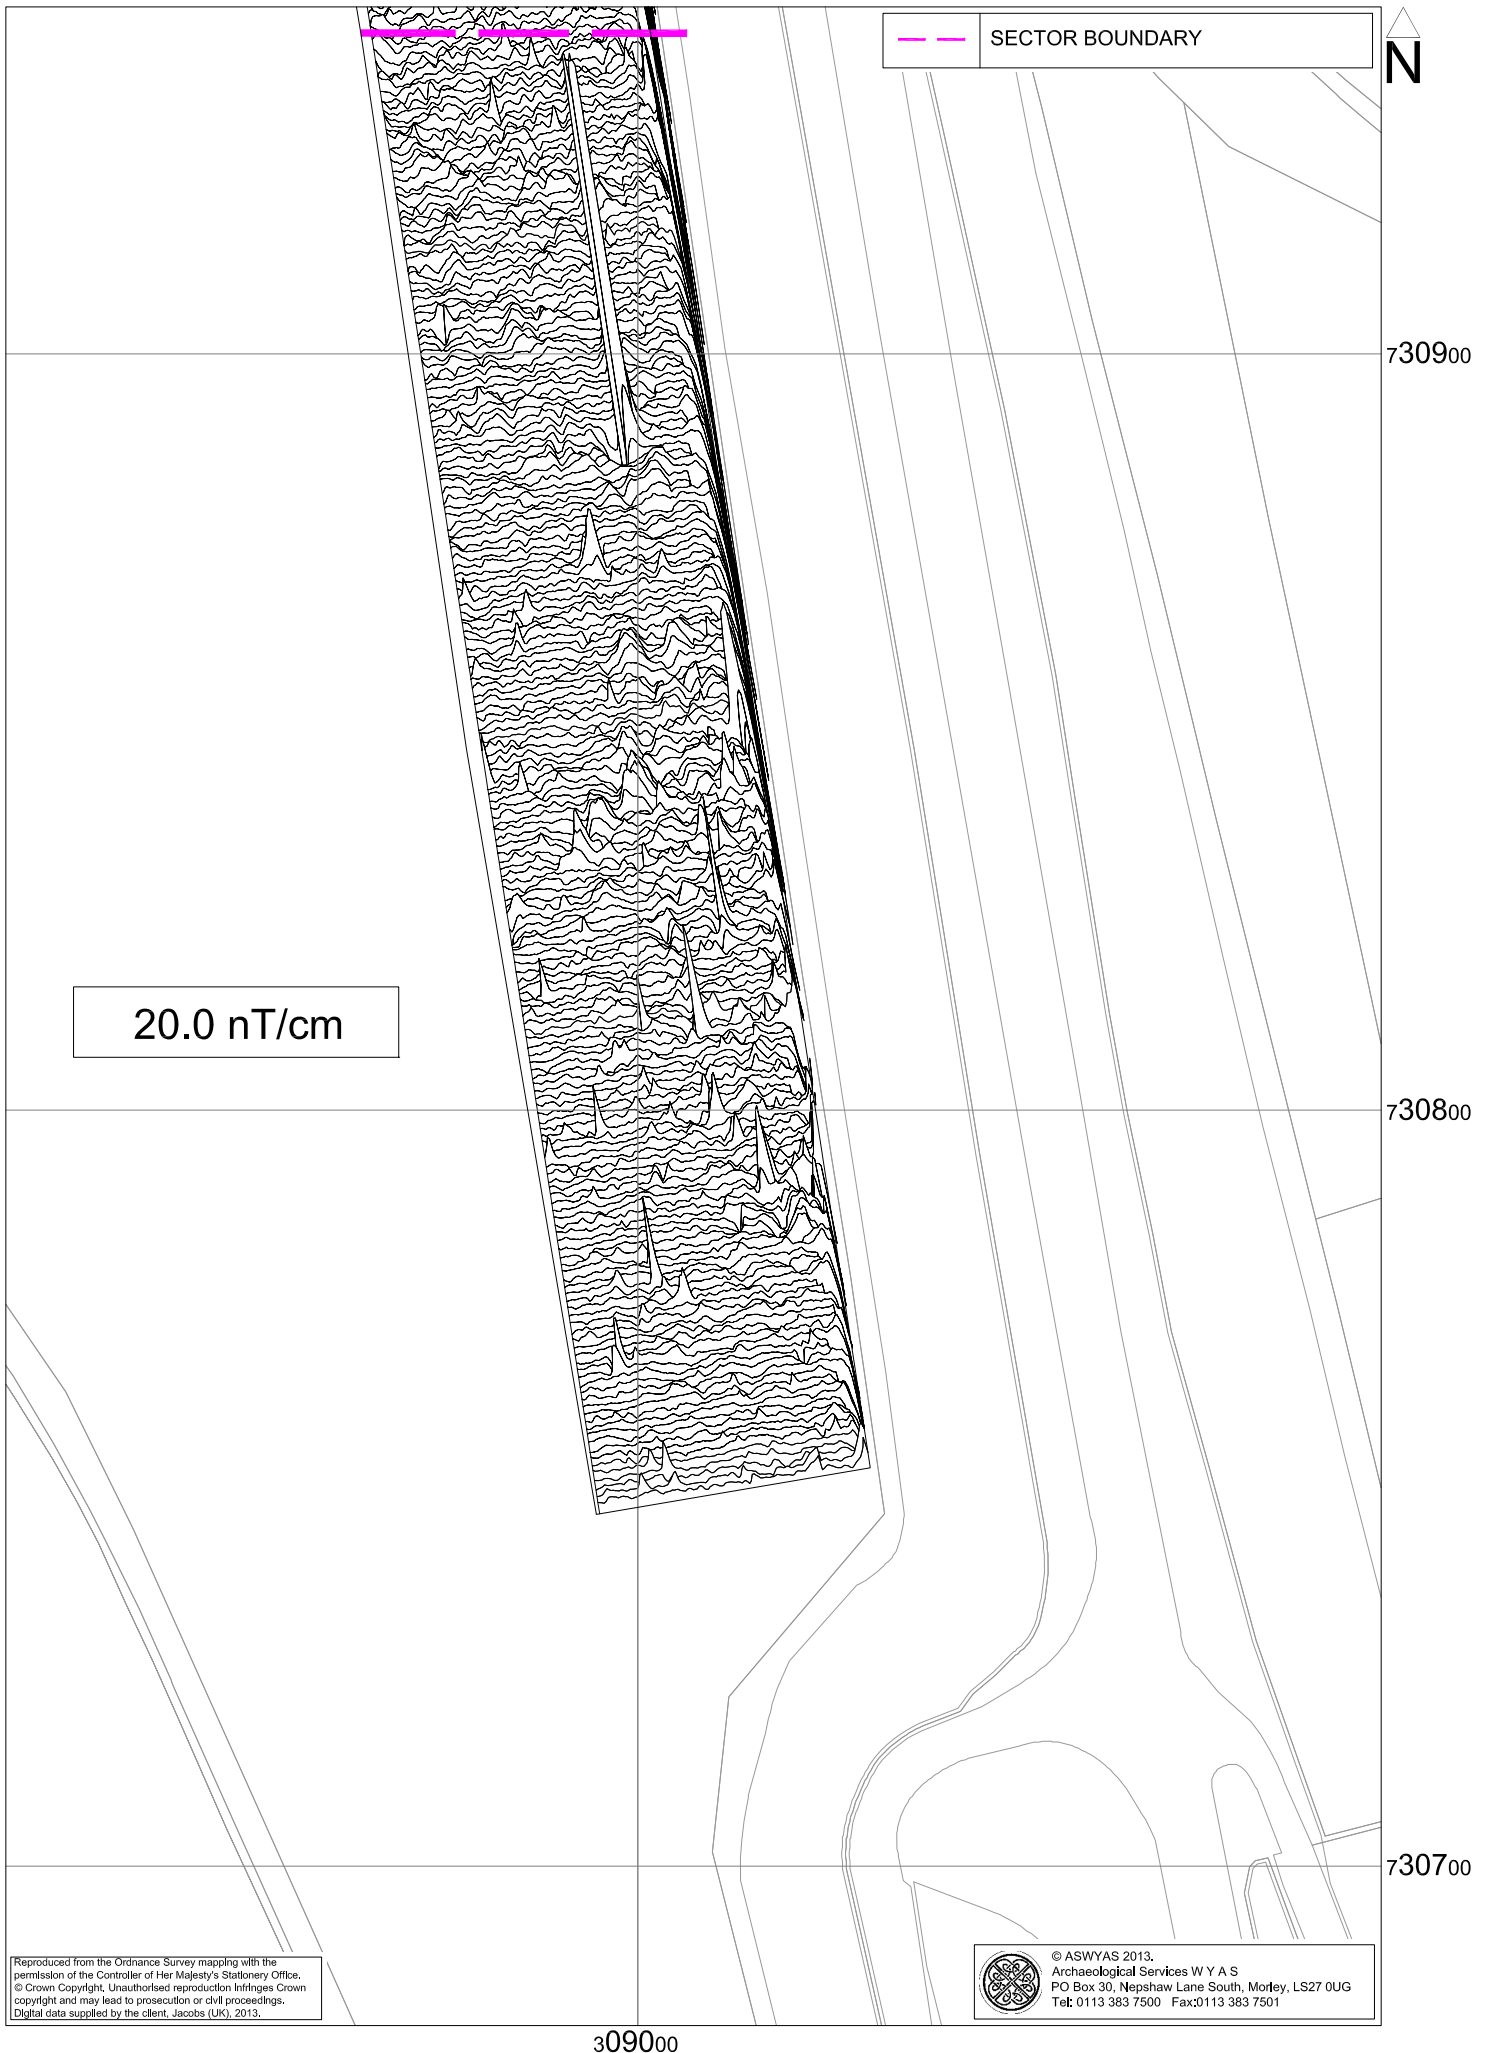 SECTOR BOUNDARY
N
730900
20.0 nT/cm
730800
730700
Reproduced from the Ordnance Survey mapping with the
permission of the Controller of Her Majesty's Stationery Office.
© Crown Copyright. Unauthorised reproduction infringes Crown
copyright and may lead to prosecution or civil proceedings.
Digital data supplied by the client, Jacobs (UK), 2013.
© ASWYAS 2013.
Archaeological Services W Y A S
PO Box 30, Nepshaw Lane South, Morley, LS27 0UG
Tel: 0113 383 7500 Fax:0113 383 7501
309000